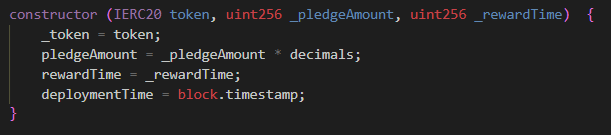 constructor (IERC20 token, uint256 _pledgeAmount, uint256 _rewardTime)  {
    _token = token;
    pledgeAmount = _pledgeAmount * decimals;
    rewardTime = _rewardTime;
    deploymentTime = block.timestamp;
}